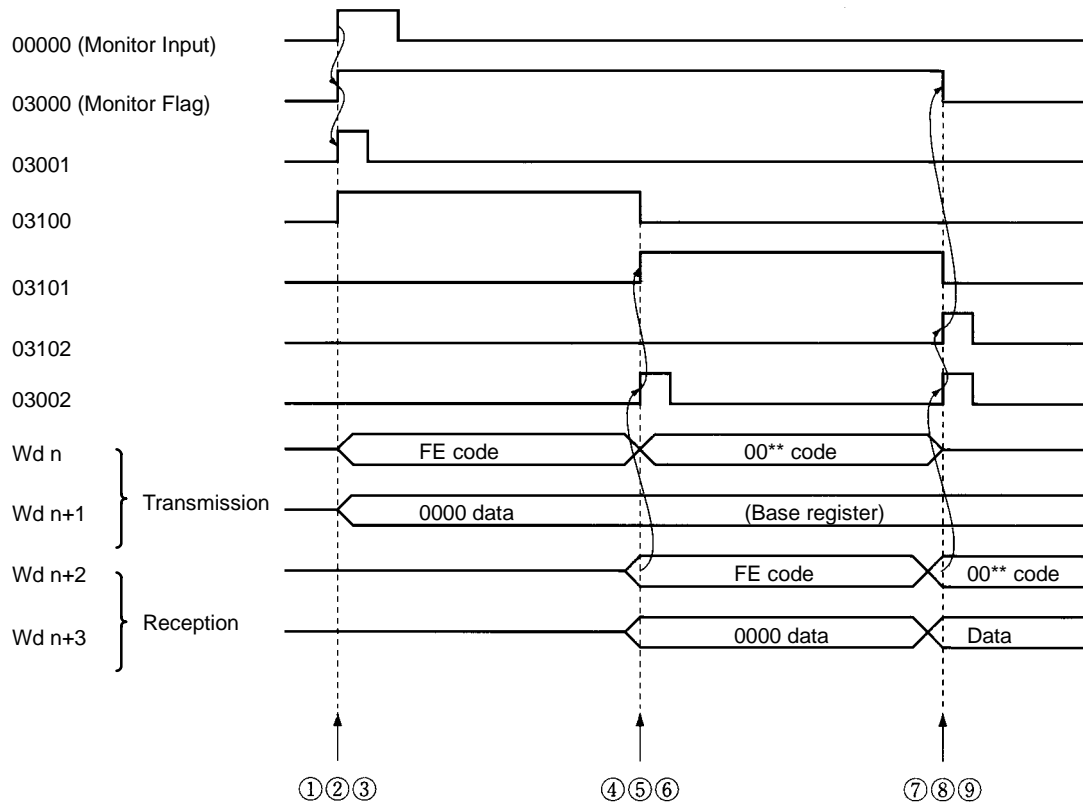 00000 (Monitor Input)
03000 (Monitor Flag)
03001
03100
03101
03102
03002
Wd n
FE code
00** code
Transmission
Wd n+1
0000 data
(Base register)
Wd n+2
FE code
00** code
Reception
Wd n+3
0000 data
Data
①②③
④⑤⑥
⑦⑧⑨